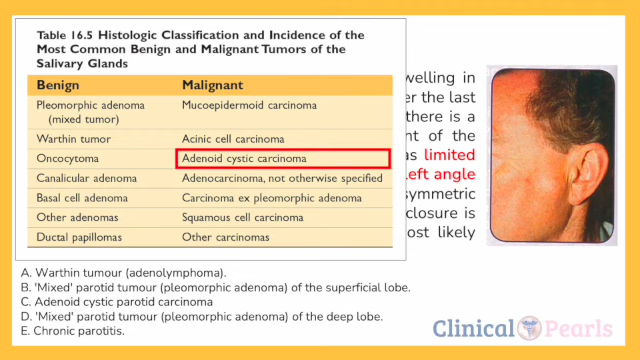 Table 16.5 Histologic Classification and Incidence of the
Most Common Benign and Malignant Tumors of the
Salivary Glands
Benign Malignant
Pleomorphic adenoma Mucoepidermoid carcinoma
(mixed tumor)
Warthin tumor Acinic cell carcinoma
Oncocytoma Adenoid cystic carcinoma
Canalicular adenoma Adenocarcinoma, not otherwise specified
Basal cell adenoma Carcinoma ex pleomorphic adenoma
Other adenomas Squamous cell carcinoma
Ductal papillomas Other carcinomas
welling in
er the last
there is a
nt of the
as limited
left angle
symmetric
closure is
ost likely
A. Warthin tumour (adenolymphoma).
B. 'Mixed' parotid tumour (pleomorphic adenoma) of the superficial lobe.
C. Adenoid cystic parotid carcinoma
D. 'Mixed' parotid tumour (pleomorphic adenoma) of the deep lobe.
E. Chronic parotitis.
Clinical Pearls